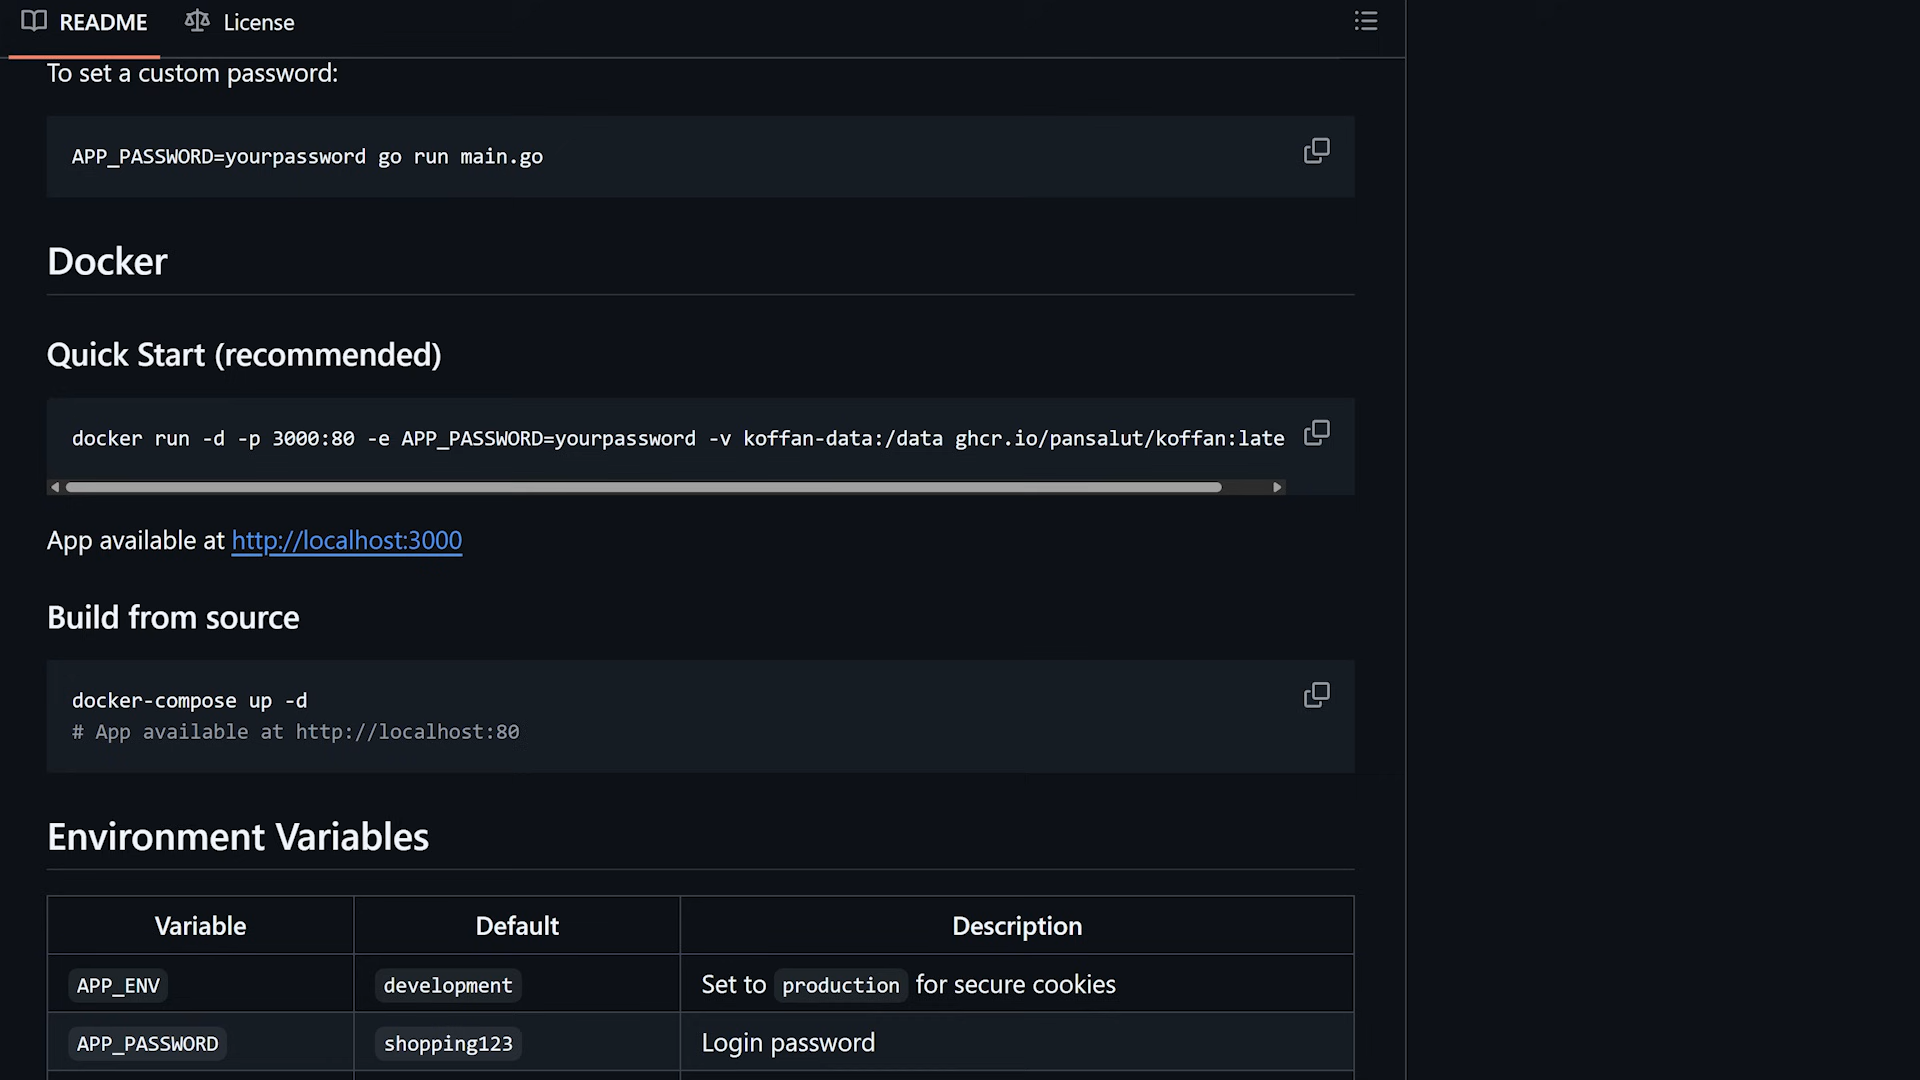 README License
To set a custom password:
APP_PASSWORD=yourpassword go run main.go
Docker
Quick Start (recommended)
docker run -d -p 3000:80 -e APP_PASSWORD=yourpassword -v koffan-data:/data ghcr.io/pansalut/koffan:late
App available at http://localhost:3000
Build from source
docker-compose up -d
# App available at http://localhost:80
Environment Variables
Variable Default Description
APP_ENV development Set to production for secure cookies
APP_PASSWORD shopping123 Login password